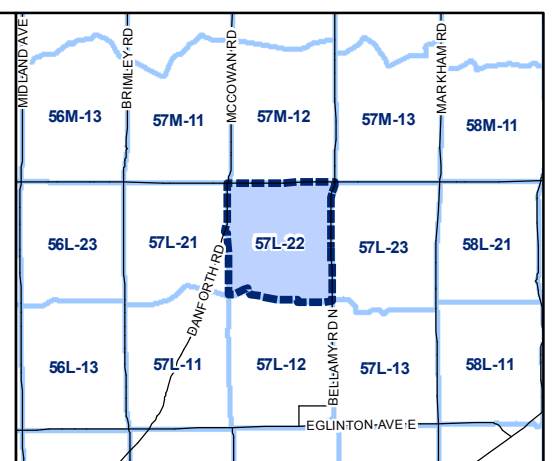 MIDLAND AVE
BRIMLEY RD
MCCOWAN RD
MARKHAM RD
56M-13
57M-11
57M-12
57M-13
58M-11
56L-23
57L-21
57L-22
57L-23
58L-21
DANFORTH RD
BELLAMY RD N
56L-13
57L-11
57L-12
57L-13
58L-11
EGLINTON AVE E